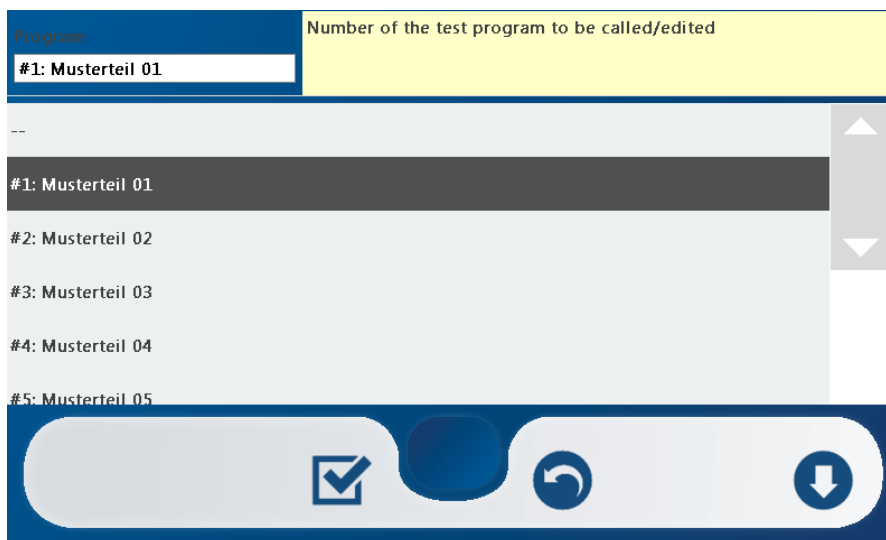 Program
Number of the test program to be called/edited
#1: Musterteil 01
--
#1: Musterteil 01
#2: Musterteil 02
#3: Musterteil 03
#4: Musterteil 04
#5: Musterteil 05